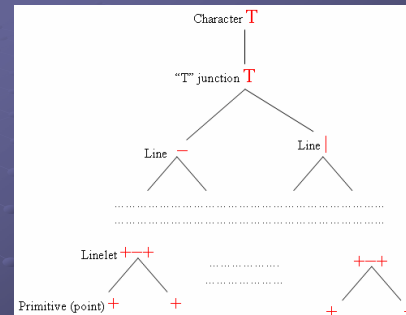 Character T
“T” junction T
Line –
Line |
........................................................................
........................................................................
Linelet +–+
....................
......................
+–+
Primitive (point) + +
+